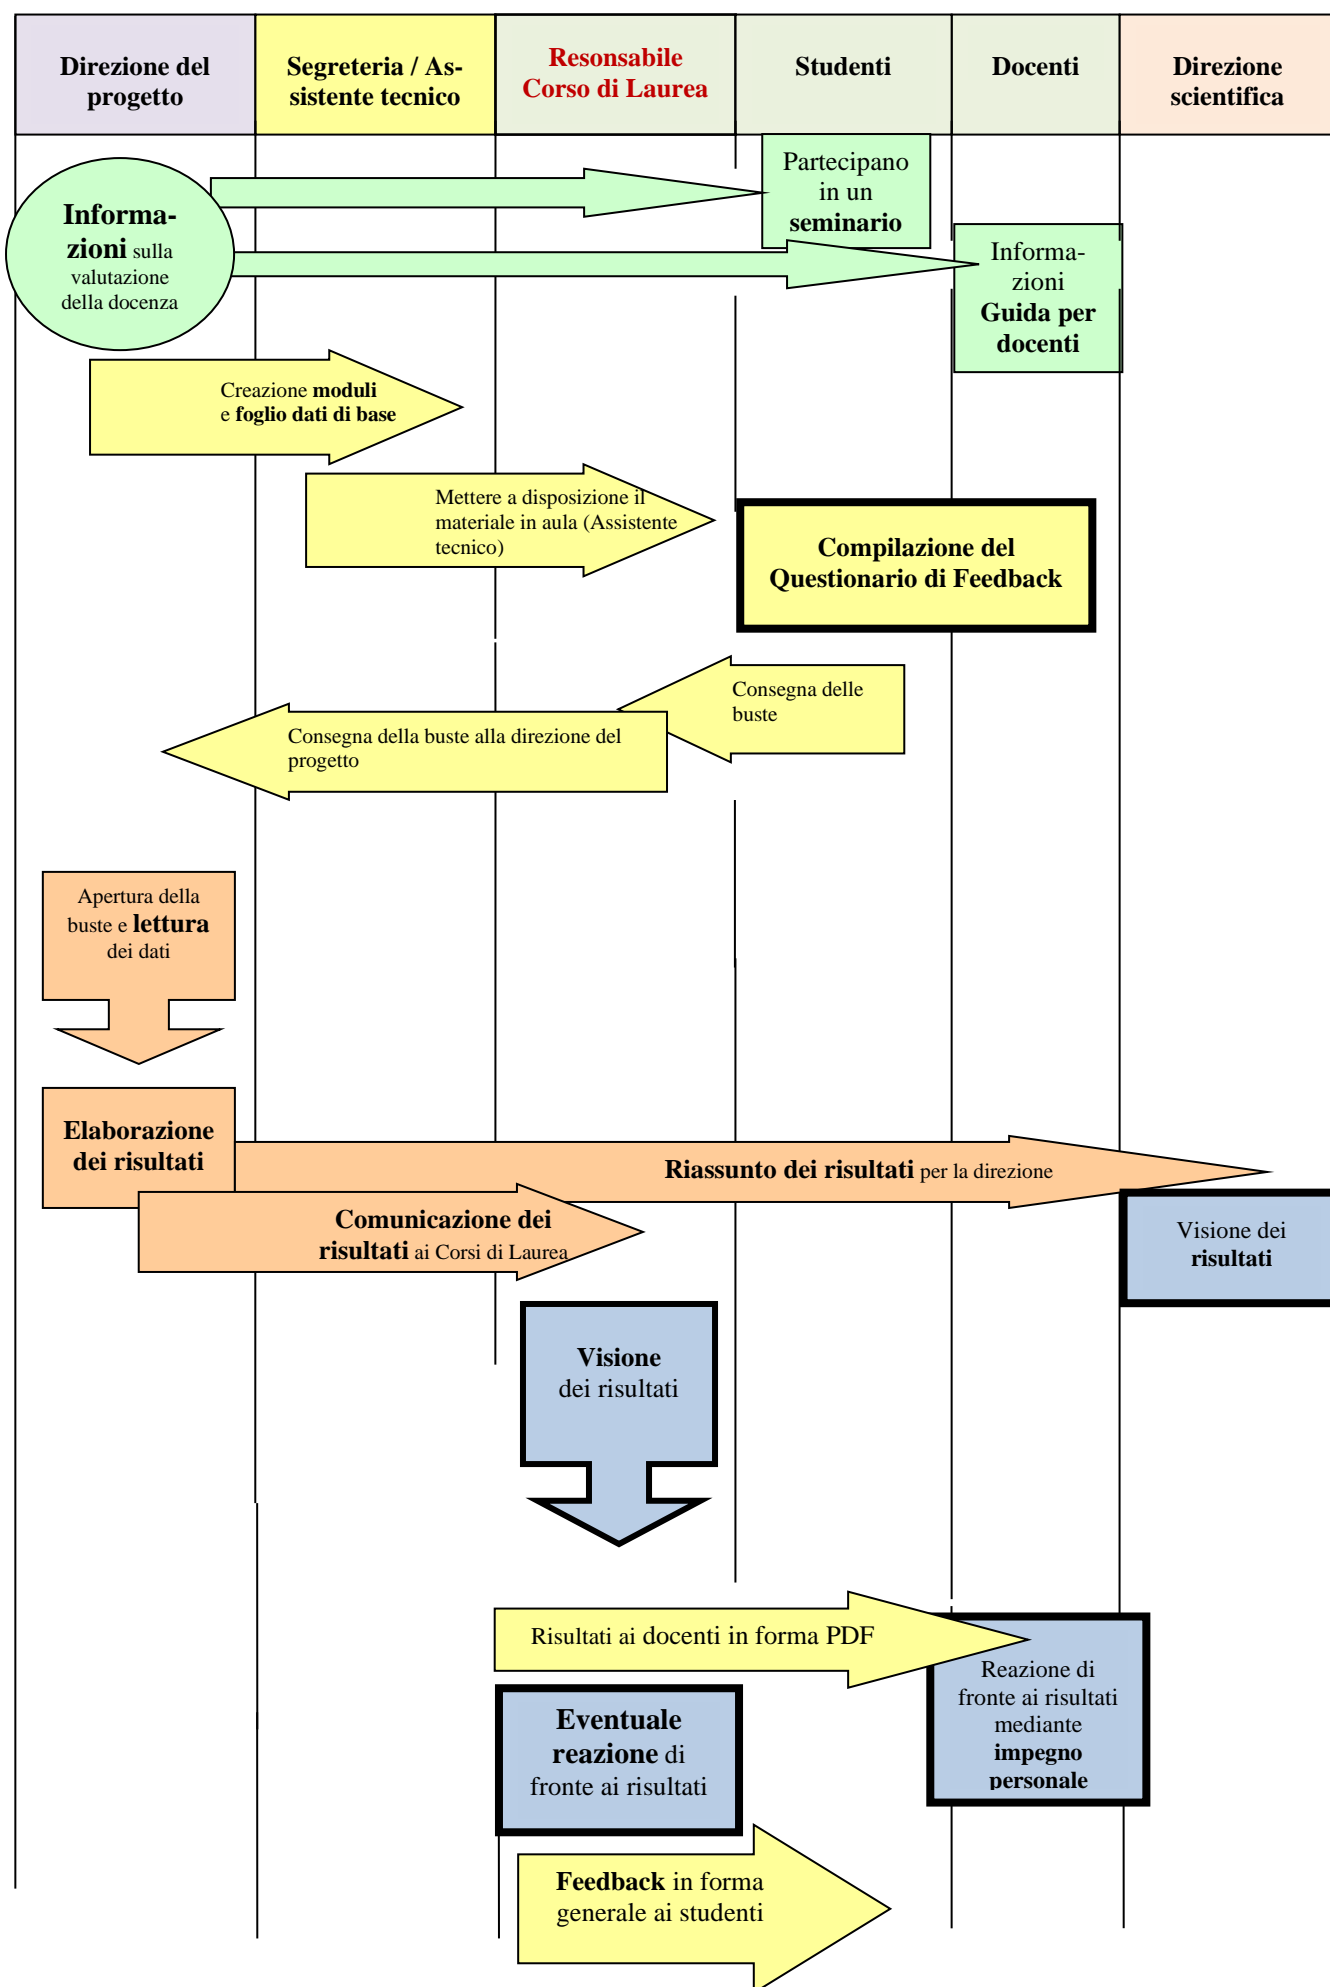 Direzione del
progetto
Segreteria / As-
sistente tecnico
Resonsabile
Corso di Laurea
Studenti
Docenti
Direzione
scientifica
Partecipano
in un
seminario
Informa-
zioni sulla
valutazione
della docenza
Informa-
zioni
Guida per
docenti
Creazione moduli
e foglio dati di base
Mettere a disposizione il
materiale in aula (Assistente
tecnico)
Compilazione del
Questionario di Feedback
Consegna delle
buste
Consegna della buste alla direzione del
progetto
Apertura della
buste e lettura
dei dati
Elaborazione
dei risultati
Riassunto dei risultati per la direzione
Comunicazione dei
risultati ai Corsi di Laurea
Visione dei
risultati
Visione
dei risultati
Risultati ai docenti in forma PDF
Reazione di
fronte ai risultati
mediante
impegno
personale
Eventuale
reazione di
fronte ai risultati
Feedback in forma
generale ai studenti